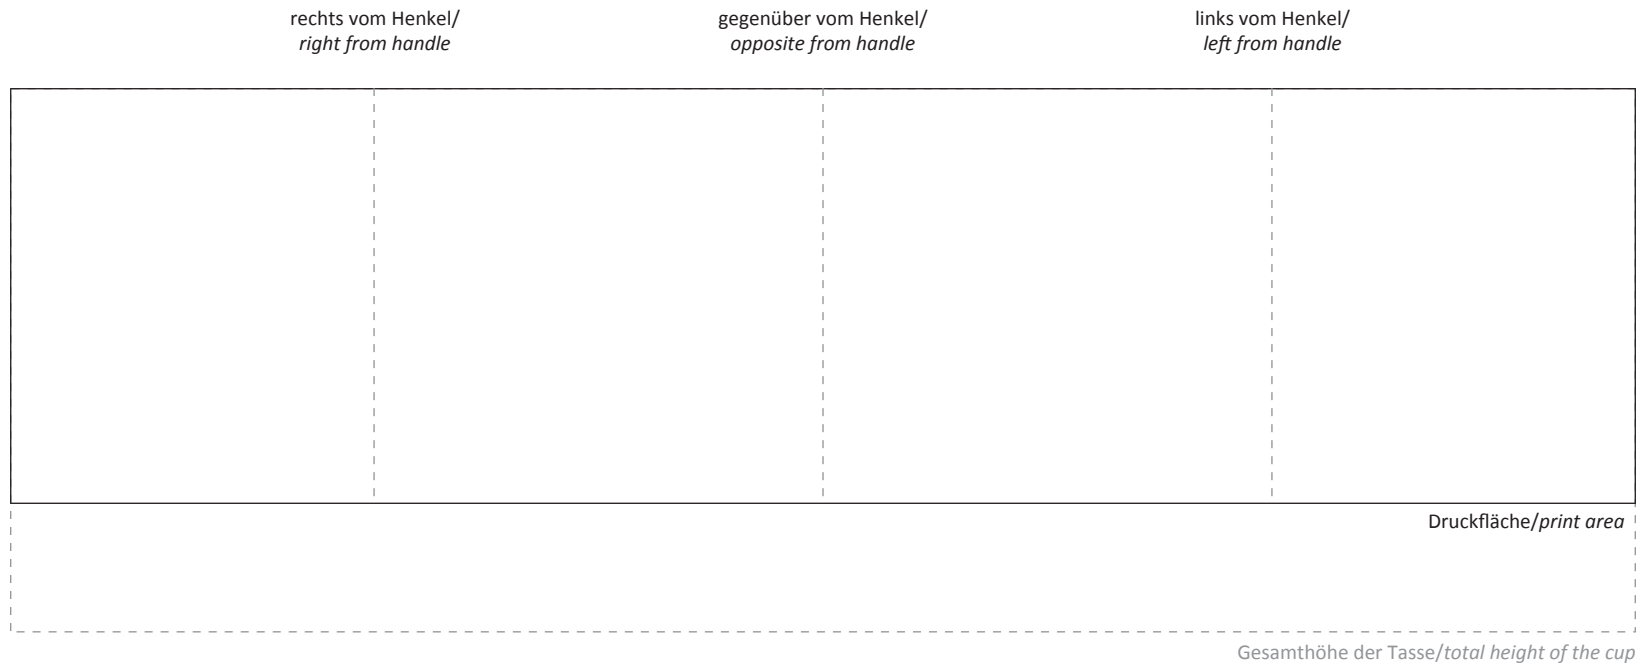 rechts vom Henkel/
right from handle
gegenüber vom Henkel/
opposite from handle
links vom Henkel/
left from handle
Druckfläche/print area
Gesamthöhe der Tasse/total height of the cup